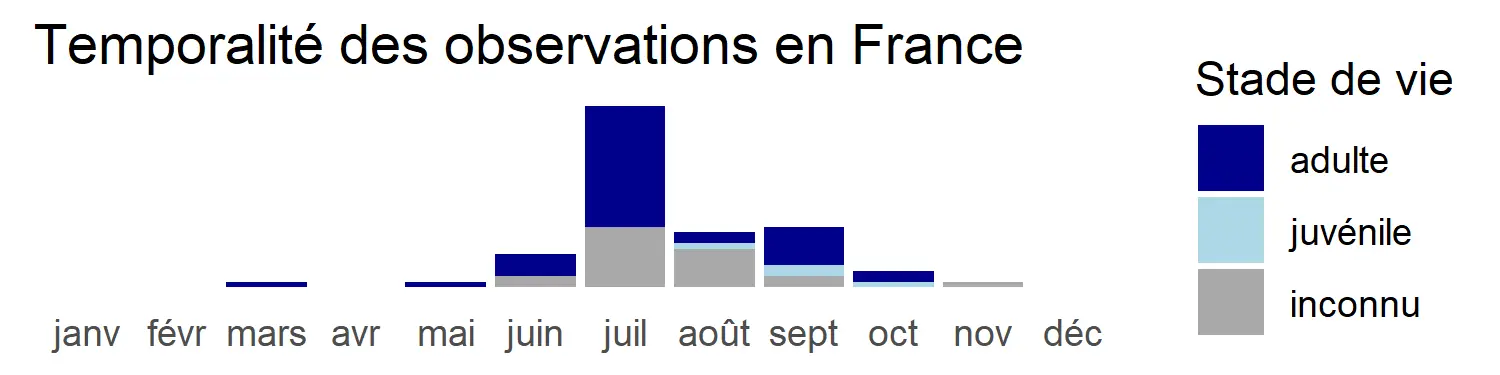 Temporalité des observations en France
Stade de vie
adulte
juvénile
inconnu
janv févr mars avr mai juin juil août sept oct nov déc